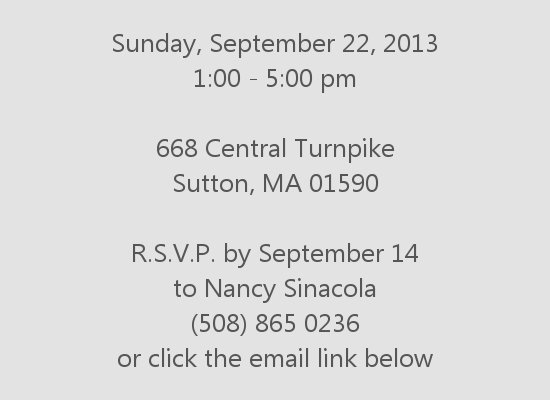 Sunday, September 22, 2013
1:00 - 5:00 pm
668 Central Turnpike
Sutton, MA 01590
R.S.V.P. by September 14
to Nancy Sinacola
(508) 865 0236
or click the email link below